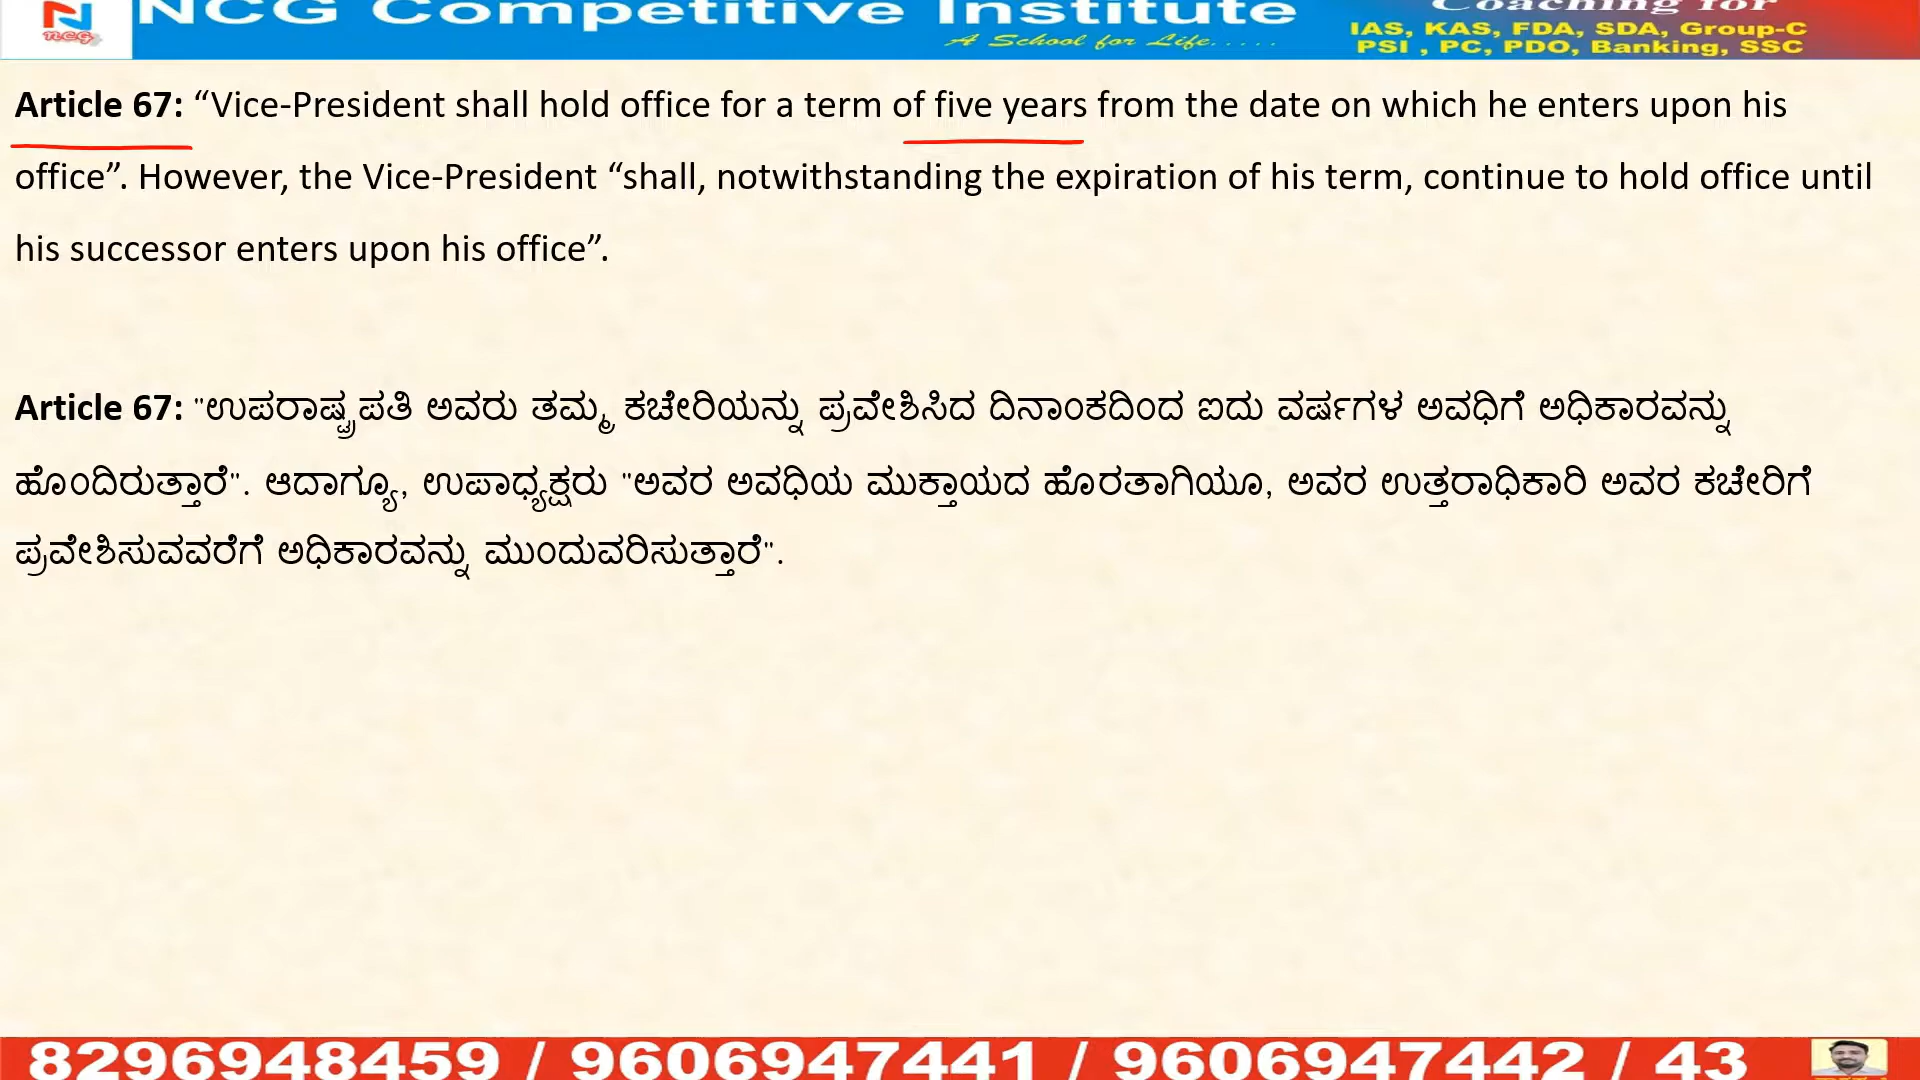 NCG Competitive Institute
A School for Life.....
Coaching for
IAS, KAS, FDA, SDA, Group-C
PSI , PC, PDO, Banking, SSC
ncg
Article 67: “Vice-President shall hold office for a term of five years from the date on which he enters upon his
office”. However, the Vice-President “shall, notwithstanding the expiration of his term, continue to hold office until
his successor enters upon his office”.
Article 67: "ಉಪರಾಷ್ಟ್ರಪತಿ ಅವರು ತಮ್ಮ ಕಚೇರಿಯನ್ನು ಪ್ರವೇಶಿಸಿದ ದಿನಾಂಕದಿಂದ ಐದು ವರ್ಷಗಳ ಅವಧಿಗೆ ಅಧಿಕಾರವನ್ನು
ಹೊಂದಿರುತ್ತಾರೆ". ಆದಾಗ್ಯೂ, ಉಪಾಧ್ಯಕ್ಷರು "ಅವರ ಅವಧಿಯ ಮುಕ್ತಾಯದ ಹೊರತಾಗಿಯೂ, ಅವರ ಉತ್ತರಾಧಿಕಾರಿ ಅವರ ಕಚೇರಿಗೆ
ಪ್ರವೇಶಿಸುವವರೆಗೆ ಅಧಿಕಾರವನ್ನು ಮುಂದುವರಿಸುತ್ತಾರೆ".
8296948459 / 9606947441 / 9606947442 / 43